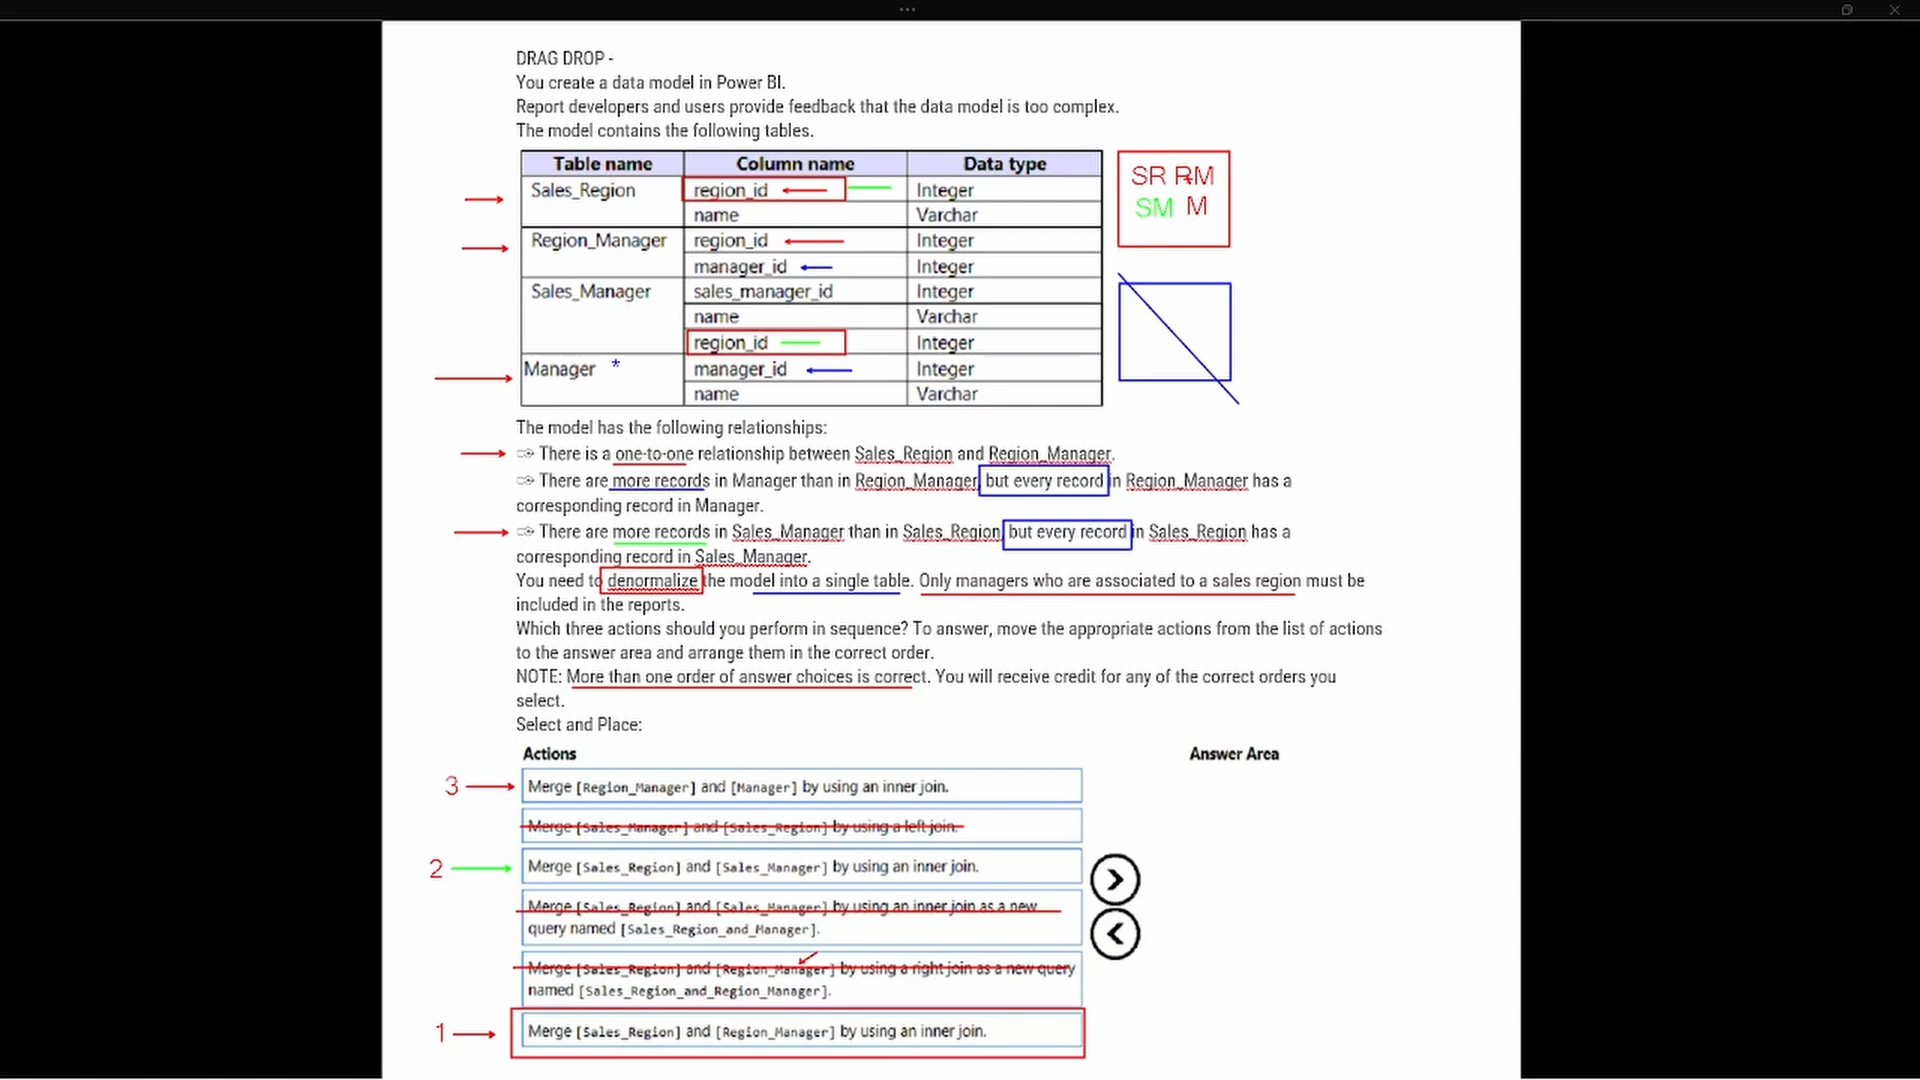 DRAG DROP -
You create a data model in Power BI.
Report developers and users provide feedback that the data model is too complex.
The model contains the following tables.
Table name Column name Data type
Sales_Region region_id Integer
name Varchar
Region_Manager region_id Integer
manager_id Integer
Sales_Manager sales_manager_id Integer
name Varchar
region_id Integer
Manager * manager_id Integer
name Varchar
SR RM
SM M
The model has the following relationships:
There is a one-to-one relationship between Sales_Region and Region_Manager.
There are more records in Manager than in Region_Manager, but every record in Region_Manager has a
corresponding record in Manager.
There are more records in Sales_Manager than in Sales_Region, but every record in Sales_Region has a
corresponding record in Sales_Manager.
You need to denormalize the model into a single table. Only managers who are associated to a sales region must be
included in the reports.
Which three actions should you perform in sequence? To answer, move the appropriate actions from the list of actions
to the answer area and arrange them in the correct order.
NOTE: More than one order of answer choices is correct. You will receive credit for any of the correct orders you
select.
Select and Place:
Actions Answer Area
3 Merge [Region_Manager] and [Manager] by using an inner join.
Merge [Sales_Manager] and [Sales_Region] by using a left join.
2 Merge [Sales_Region] and [Sales_Manager] by using an inner join.
Merge [Sales_Region] and [Sales_Manager] by using an inner join as a new
query named [Sales_Region_and_Manager].
Merge [Sales_Region] and [Region_Manager] by using a right join as a new query
named [Sales_Region_and_Region_Manager].
1 Merge [Sales_Region] and [Region_Manager] by using an inner join.